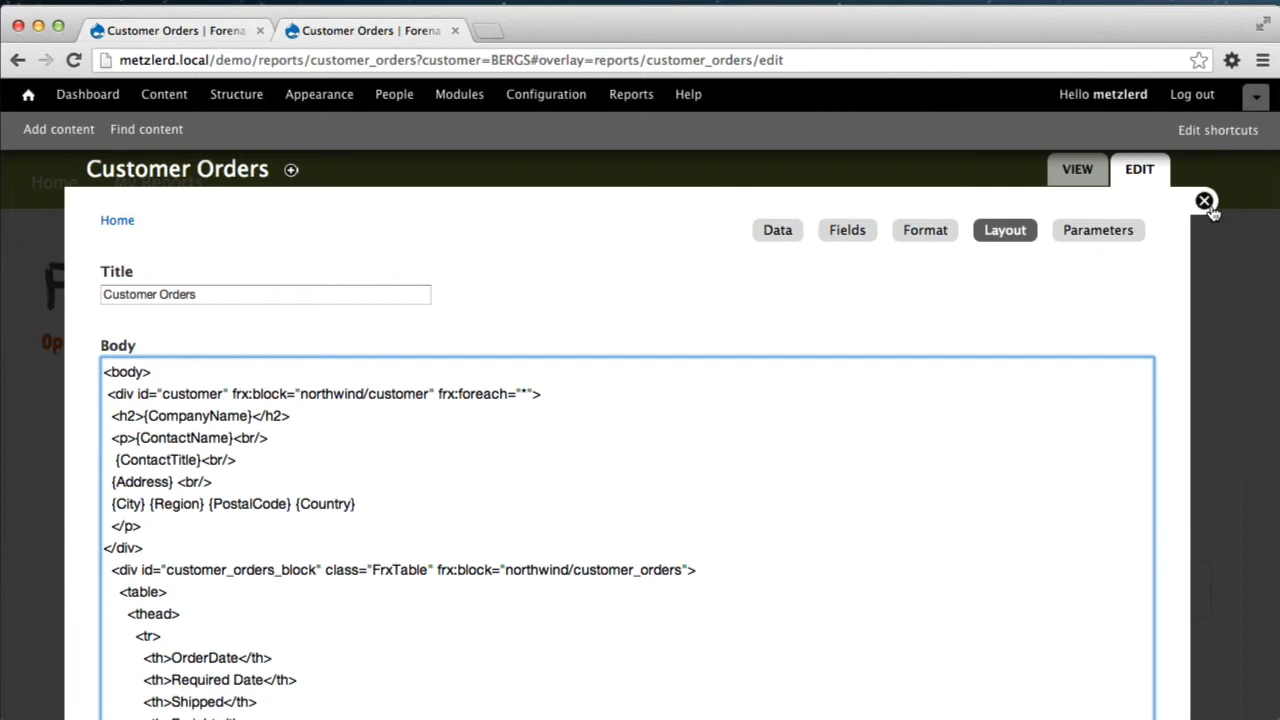 Customer Orders | Forena
Customer Orders | Forena
metzlerd.local/demo/reports/customer_orders?customer=BERGS#overlay=reports/customer_orders/edit
Dashboard Content Structure Appearance People Modules Configuration Reports Help Hello metzlerd Log out
Add content Find content Edit shortcuts
Customer Orders VIEW EDIT
Home My Reports
Home
Data Fields Format Layout Parameters
Title
Customer Orders
Body
<body>
<div id="customer" frx:block="northwind/customer" frx:foreach="*">
<h2>{CompanyName}</h2>
<p>{ContactName}<br/>
{ContactTitle}<br/>
{Address} <br/>
{City} {Region} {PostalCode} {Country}
</p>
</div>
<div id="customer_orders_block" class="FrxTable" frx:block="northwind/customer_orders">
<table>
<thead>
<tr>
<th>OrderDate</th>
<th>Required Date</th>
<th>Shipped</th>